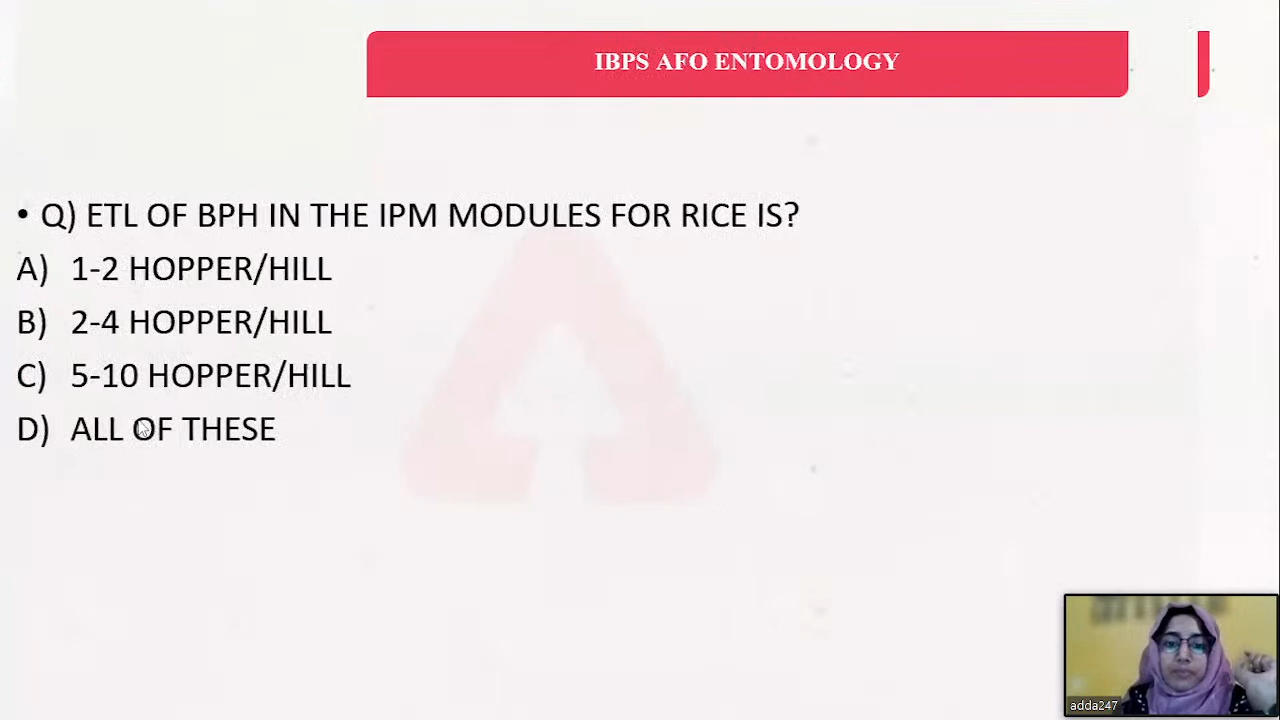 IBPS AFO ENTOMOLOGY
• Q) ETL OF BPH IN THE IPM MODULES FOR RICE IS?
A) 1-2 HOPPER/HILL
B) 2-4 HOPPER/HILL
C) 5-10 HOPPER/HILL
D) ALL OF THESE
adda247